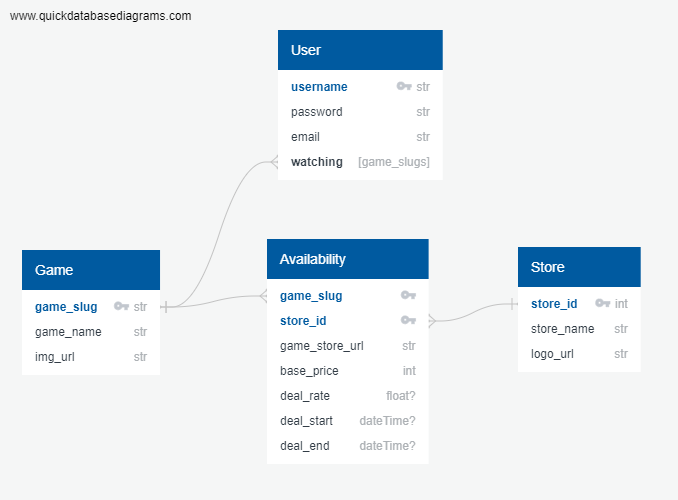 www.quickdatabasediagrams.com
User
username str
password str
email str
watching [game_slugs]
Game
game_slug str
game_name str
img_url str
Availability
game_slug
store_id
game_store_url str
base_price int
deal_rate float?
deal_start dateTime?
deal_end dateTime?
Store
store_id int
store_name str
logo_url str